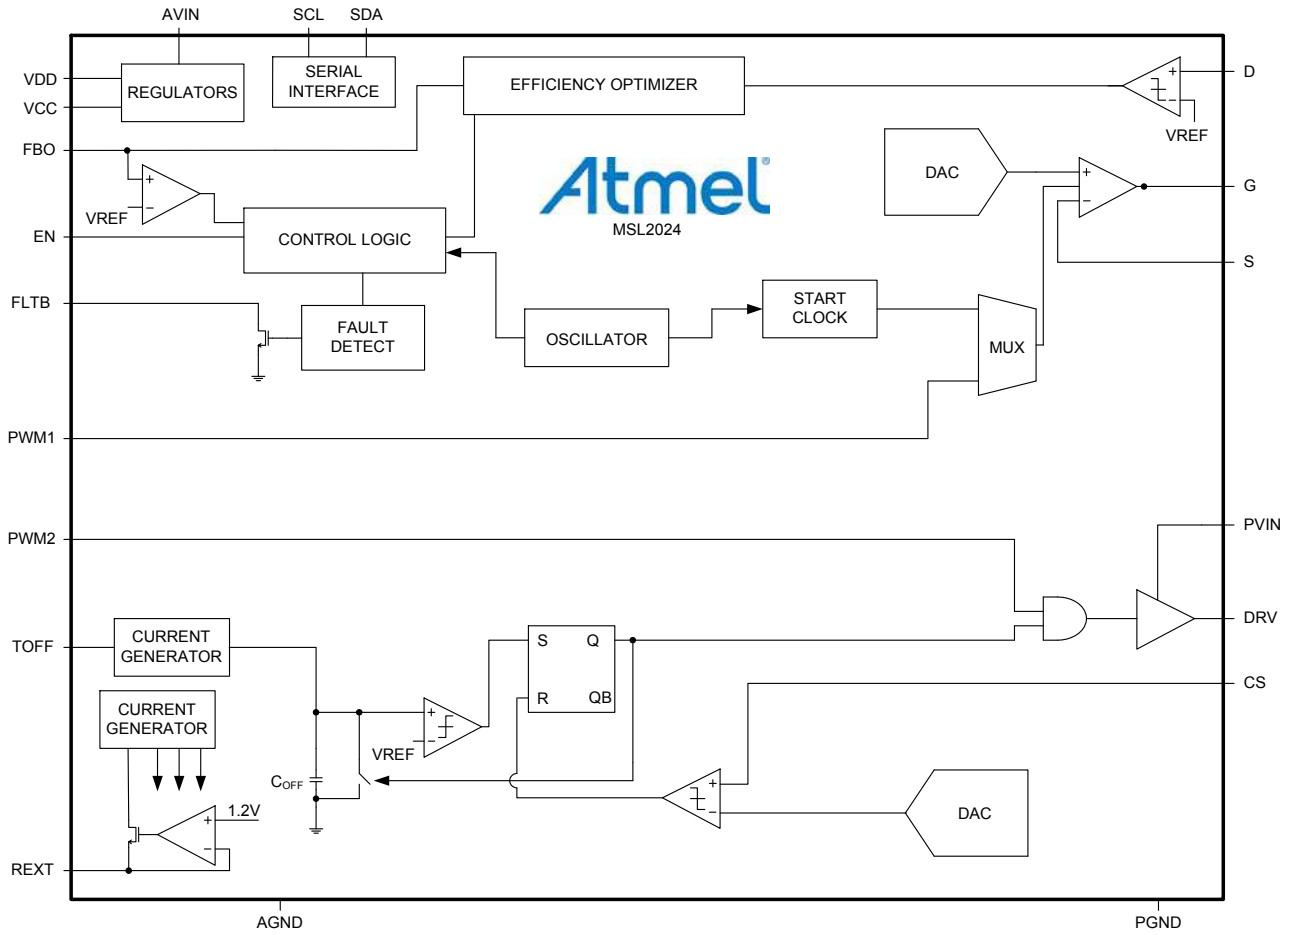 AVIN
SCL
SDA
VDD
VCC
REGULATORS
SERIAL
INTERFACE
EFFICIENCY OPTIMIZER
+
−
VREF
D
FBO
+
−
VREF
Atmel®
MSL2024
DAC
+
−
G
EN
CONTROL LOGIC
S
FLTB
FAULT
DETECT
OSCILLATOR
START
CLOCK
MUX
PWM1
PWM2
PVIN
DRV
TOFF
CURRENT
GENERATOR
S
Q
R
QB
CS
CURRENT
GENERATOR
+
−
VREF
COFF
+
−
DAC
1.2V
+
−
REXT
AGND
PGND